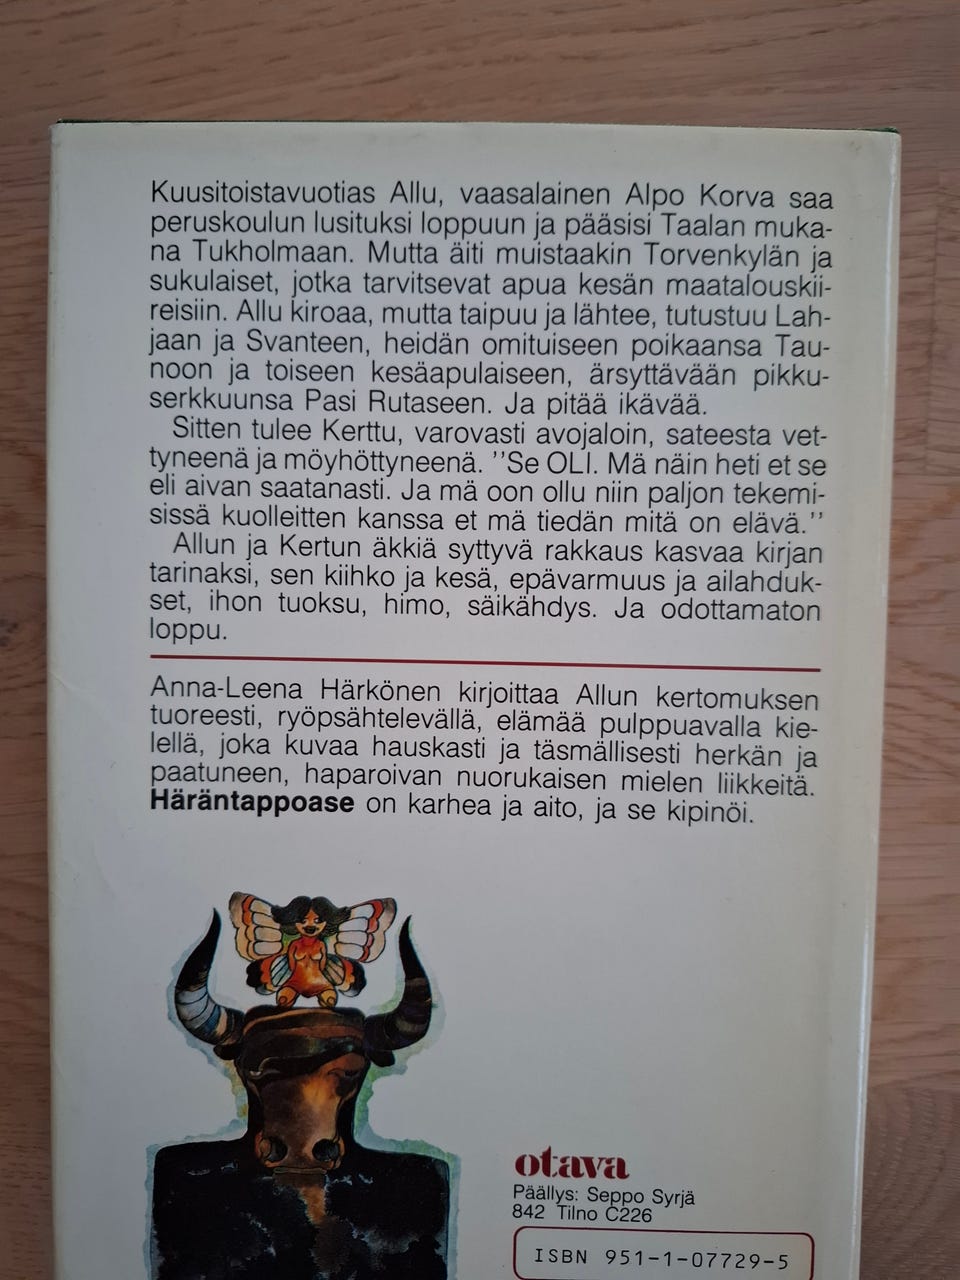 Kuusitoistavuotias Allu, vaasalainen Alpo Korva saa
peruskoulun lusituksi loppuun ja pääsisi Taalan muka-
na Tukholmaan. Mutta äiti muistaakin Torvenkylän ja
sukulaiset, jotka tarvitsevat apua kesän maatalouskii-
reisiin. Allu kiroaa, mutta taipuu ja lähtee, tutustuu Lah-
jaan ja Svanteen, heidän omituiseen poikaansa Tau-
noon ja toiseen kesäapulaiseen, ärsyttävään pikku-
serkkuunsa Pasi Rutaseen. Ja pitää ikävää.
Sitten tulee Kerttu, varovasti avojaloin, sateesta vet-
tyneenä ja möyhöttyneenä. ''Se OLI. Mä näin heti et se
eli aivan saatanasti. Ja mä oon ollu niin paljon tekemi-
sissä kuolleitten kanssa et mä tiedän mitä on elävä.''
Allun ja Kertun äkkiä syttyvä rakkaus kasvaa kirjan
tarinaksi, sen kiihko ja kesä, epävarmuus ja ailahduk-
set, ihon tuoksu, himo, säikähdys. Ja odottamaton
loppu.
Anna-Leena Härkönen kirjoittaa Allun kertomuksen
tuoreesti, ryöpsähtelevällä, elämää pulppuavalla kie-
lellä, joka kuvaa hauskasti ja täsmällisesti herkän ja
paatuneen, haparoivan nuorukaisen mielen liikkeitä.
Häräntappoase on karhea ja aito, ja se kipinöi.
otava
Päällys: Seppo Syrjä
842 Tilno C226
ISBN 951-1-07729-5